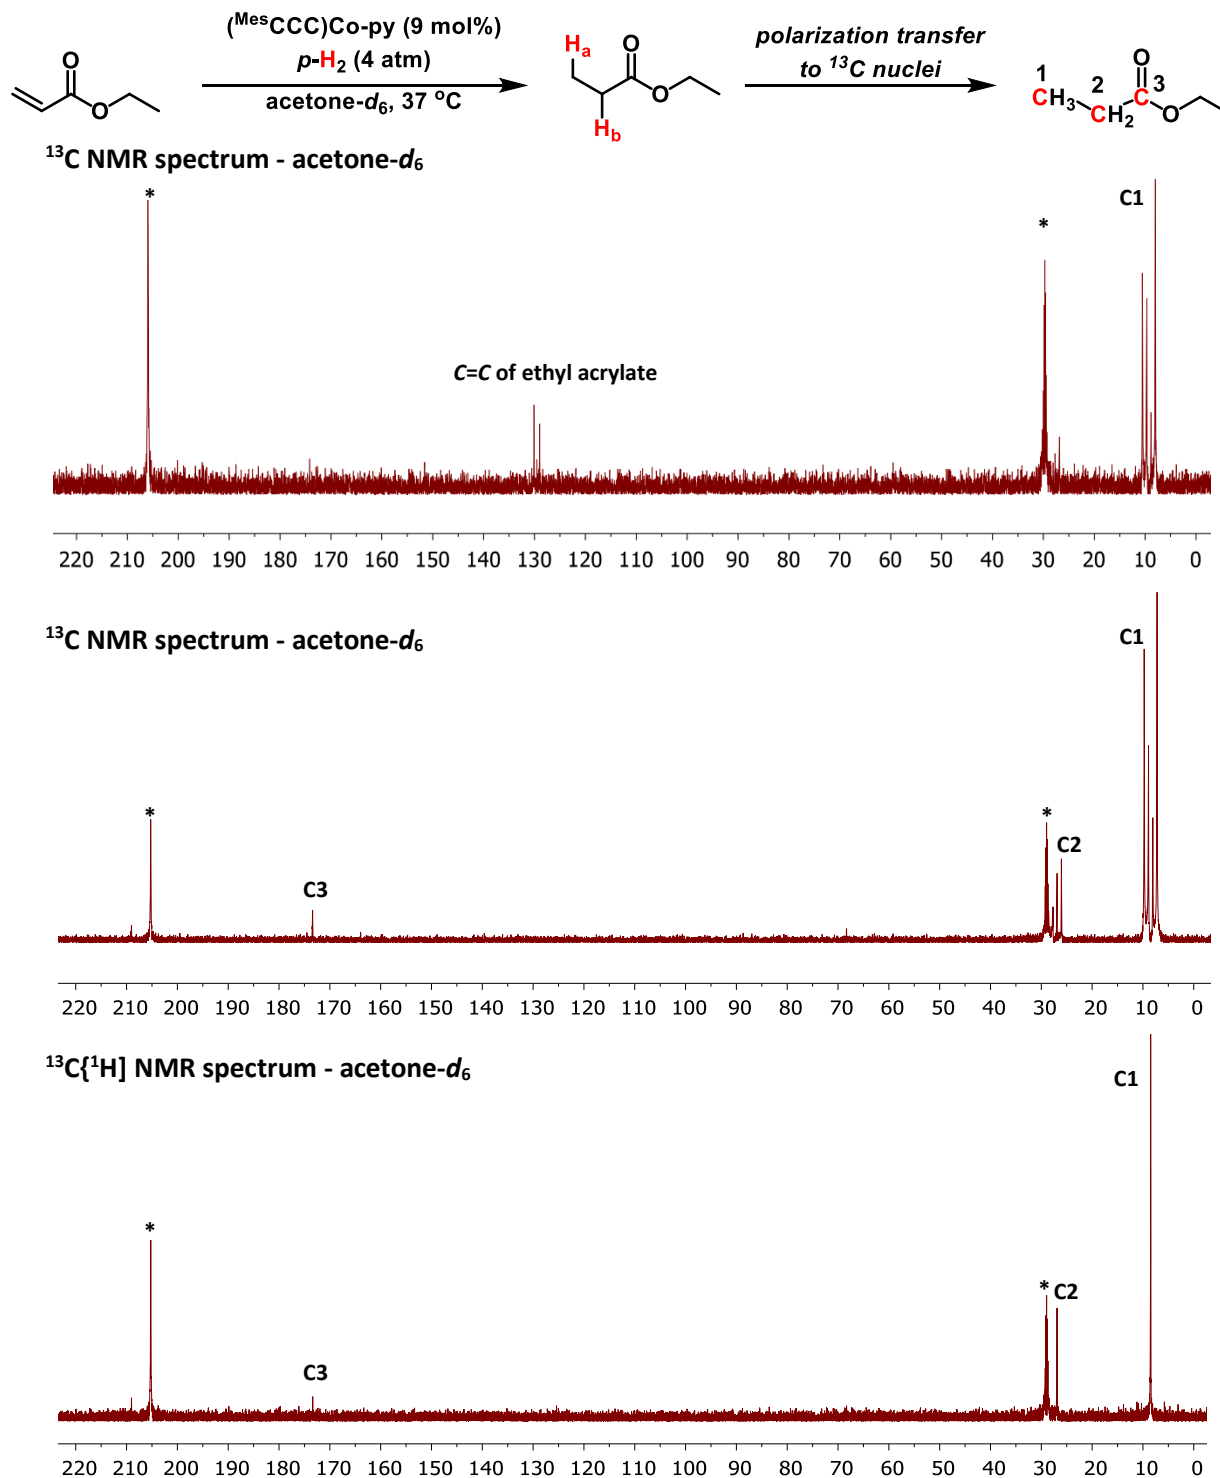 (ᴹᵉˢCCC)Co-py (9 mol%)
p-H₂ (4 atm)
acetone-d₆, 37 °C
O
O
Hₐ
O
O
H_b
polarization transfer
to ¹³C nuclei
1
2
O
3
CH₃
CH₂
C
O
¹³C NMR spectrum - acetone-d₆
*
*
C1
C=C of ethyl acrylate
220 210 200 190 180 170 160 150 140 130 120 110 100 90 80 70 60 50 40 30 20 10 0
¹³C NMR spectrum - acetone-d₆
C1
*
*
C2
C3
220 210 200 190 180 170 160 150 140 130 120 110 100 90 80 70 60 50 40 30 20 10 0
¹³C{¹H] NMR spectrum - acetone-d₆
C1
*
*
C2
C3
220 210 200 190 180 170 160 150 140 130 120 110 100 90 80 70 60 50 40 30 20 10 0